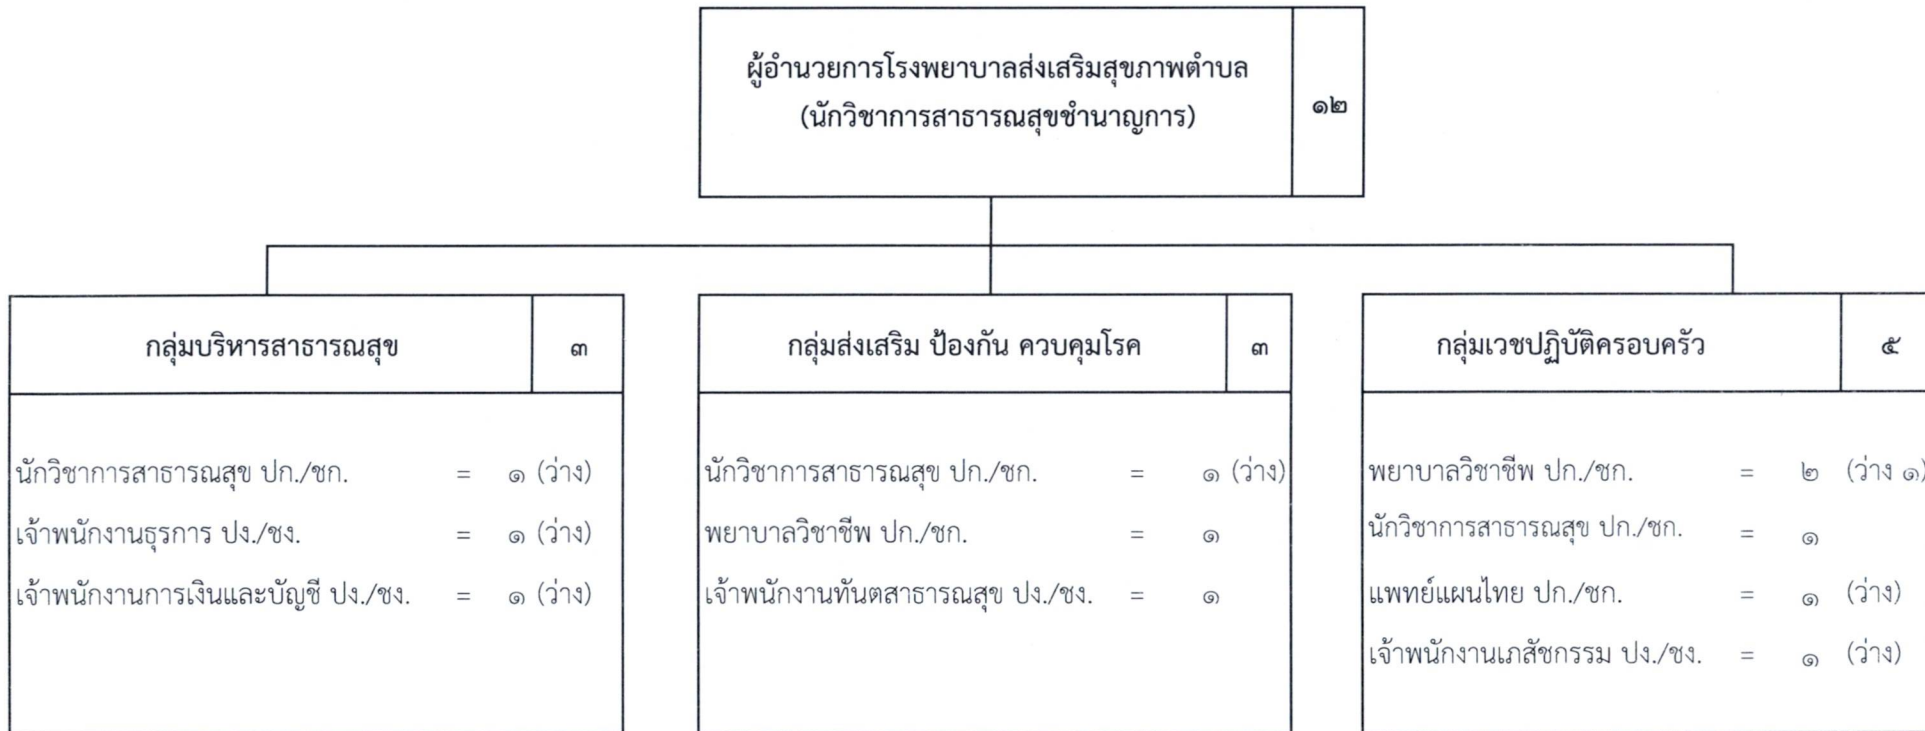 ผู้อำนวยการโรงพยาบาลส่งเสริมสุขภาพตำบล
(นักวิชาการสาธารณสุขชำนาญการ)
๑๒
กลุ่มบริหารสาธารณสุข ๓
นักวิชาการสาธารณสุข ปก./ชก. = ๑ (ว่าง)
เจ้าพนักงานธุรการ ปง./ชง. = ๑ (ว่าง)
เจ้าพนักงานการเงินและบัญชี ปง./ชง. = ๑ (ว่าง)
กลุ่มส่งเสริม ป้องกัน ควบคุมโรค ๓
นักวิชาการสาธารณสุข ปก./ชก. = ๑ (ว่าง)
พยาบาลวิชาชีพ ปก./ชก. = ๑
เจ้าพนักงานทันตสาธารณสุข ปง./ชง. = ๑
กลุ่มเวชปฏิบัติครอบครัว ๕
พยาบาลวิชาชีพ ปก./ชก. = ๒ (ว่าง ๑)
นักวิชาการสาธารณสุข ปก./ชก. = ๑
แพทย์แผนไทย ปก./ชก. = ๑ (ว่าง)
เจ้าพนักงานเภสัชกรรม ปง./ชง. = ๑ (ว่าง)